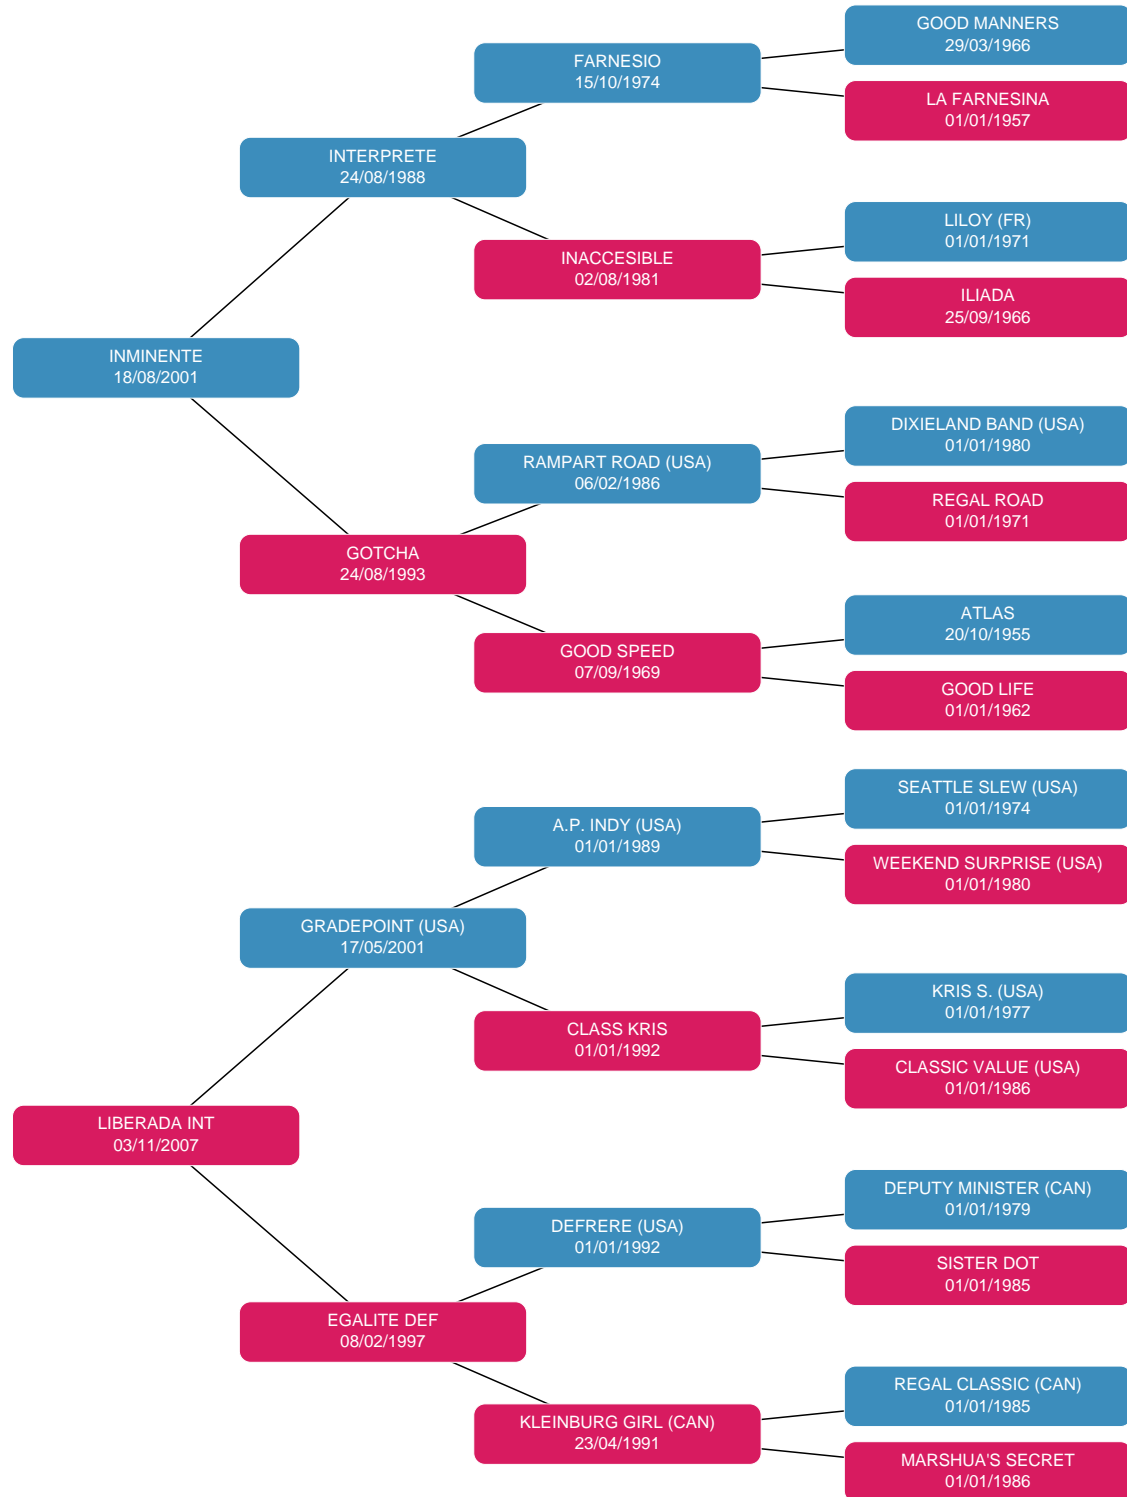 GOOD MANNERS
29/03/1966
FARNESIO
15/10/1974
LA FARNESINA
01/01/1957
INTERPRETE
24/08/1988
LILOY (FR)
01/01/1971
INACCESIBLE
02/08/1981
ILIADA
25/09/1966
INMINENTE
18/08/2001
DIXIELAND BAND (USA)
01/01/1980
RAMPART ROAD (USA)
06/02/1986
REGAL ROAD
01/01/1971
GOTCHA
24/08/1993
ATLAS
20/10/1955
GOOD SPEED
07/09/1969
GOOD LIFE
01/01/1962
SEATTLE SLEW (USA)
01/01/1974
A.P. INDY (USA)
01/01/1989
WEEKEND SURPRISE (USA)
01/01/1980
GRADEPOINT (USA)
17/05/2001
KRIS S. (USA)
01/01/1977
CLASS KRIS
01/01/1992
CLASSIC VALUE (USA)
01/01/1986
LIBERADA INT
03/11/2007
DEPUTY MINISTER (CAN)
01/01/1979
DEFRERE (USA)
01/01/1992
SISTER DOT
01/01/1985
EGALITE DEF
08/02/1997
REGAL CLASSIC (CAN)
01/01/1985
KLEINBURG GIRL (CAN)
23/04/1991
MARSHUA'S SECRET
01/01/1986